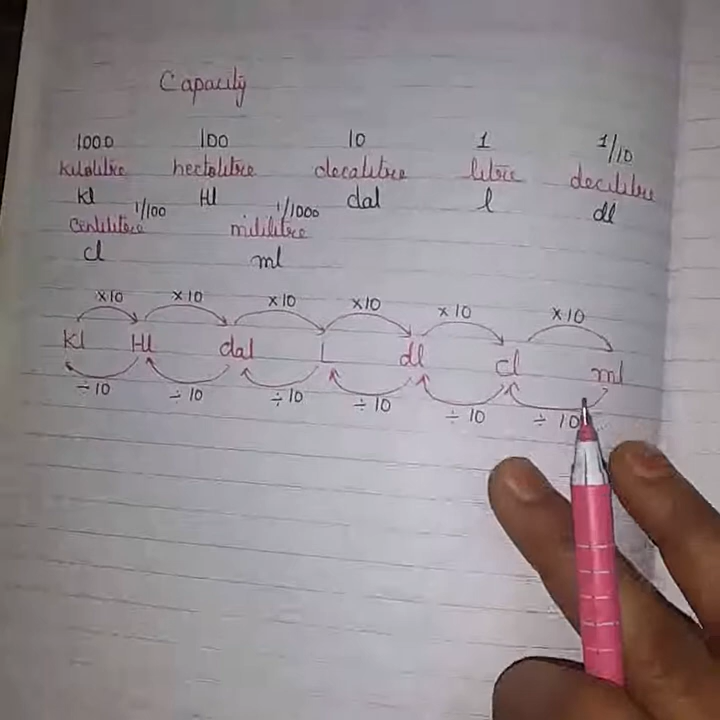 Capacity
1000 100 10 1 1/10
kilolitre hectolitre decalitre litre decilitre
kl Hl dal l dl
1/100 1/1000
centilitre mililitre
cl ml
×10 ×10 ×10 ×10 ×10 ×10
kl Hl dal L dl cl ml
÷10 ÷10 ÷10 ÷10 ÷10 ÷10